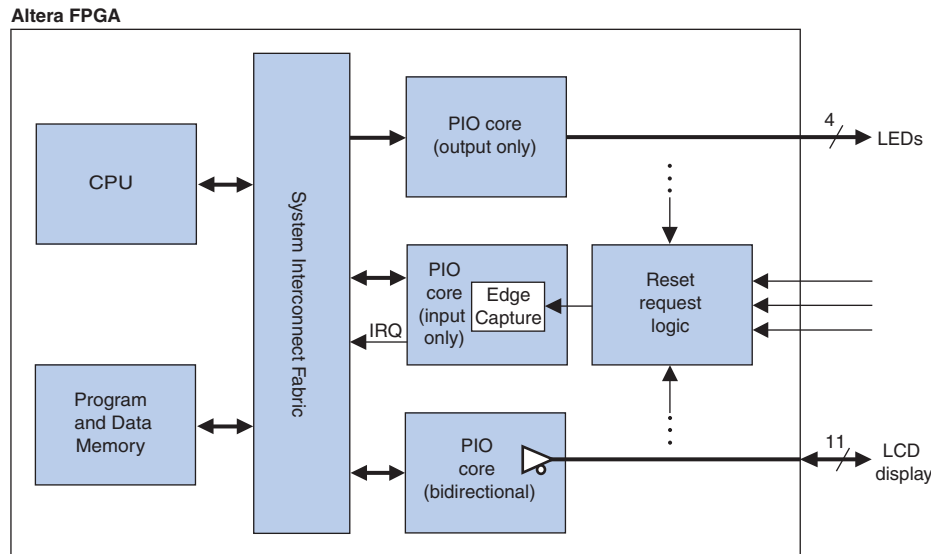 Altera FPGA
CPU
Program
and Data
Memory
System Interconnect Fabric
PIO core
(output only)
4
LEDs
PIO
core
(input
only)
Edge
Capture
IRQ
Reset
request
logic
PIO
core
(bidirectional)
11
LCD
display